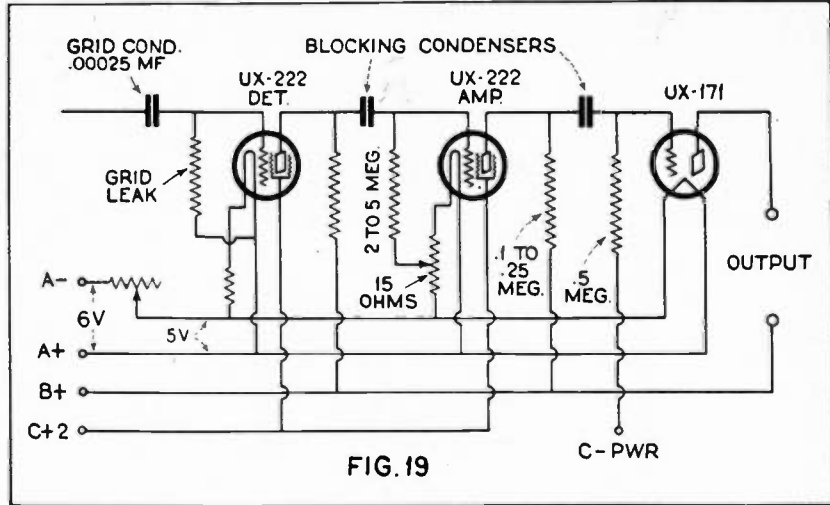 GRID COND.
.00025 MF
BLOCKING CONDENSERS
UX-222
DET.
UX-222
AMP.
UX-171
GRID
LEAK
2 TO 5 MEG.
15
OHMS
.1 TO
.25
MEG.
.5
MEG.
OUTPUT
A-
6V
5V
A+
B+
C+2
C-PWR
FIG. 19